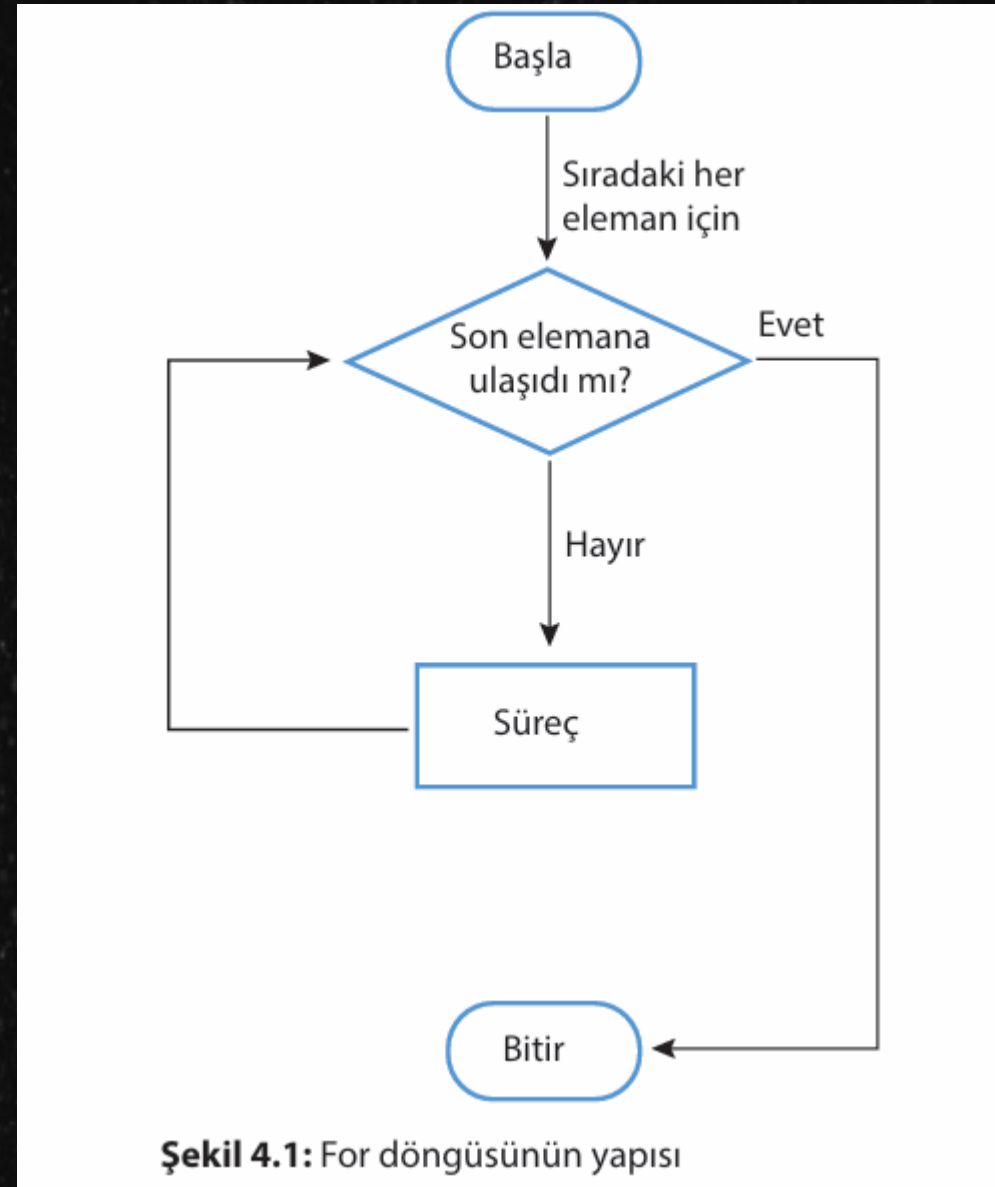 Başla
Sıradaki her
eleman için
Son elemana
ulaşıdı mı?
Evet
Hayır
Süreç
Bitir
Şekil 4.1: For döngüsünün yapısı